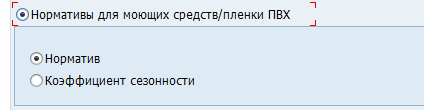 Нормативы для моющих средств/пленки ПВХ
Норматив
Коэффициент сезонности